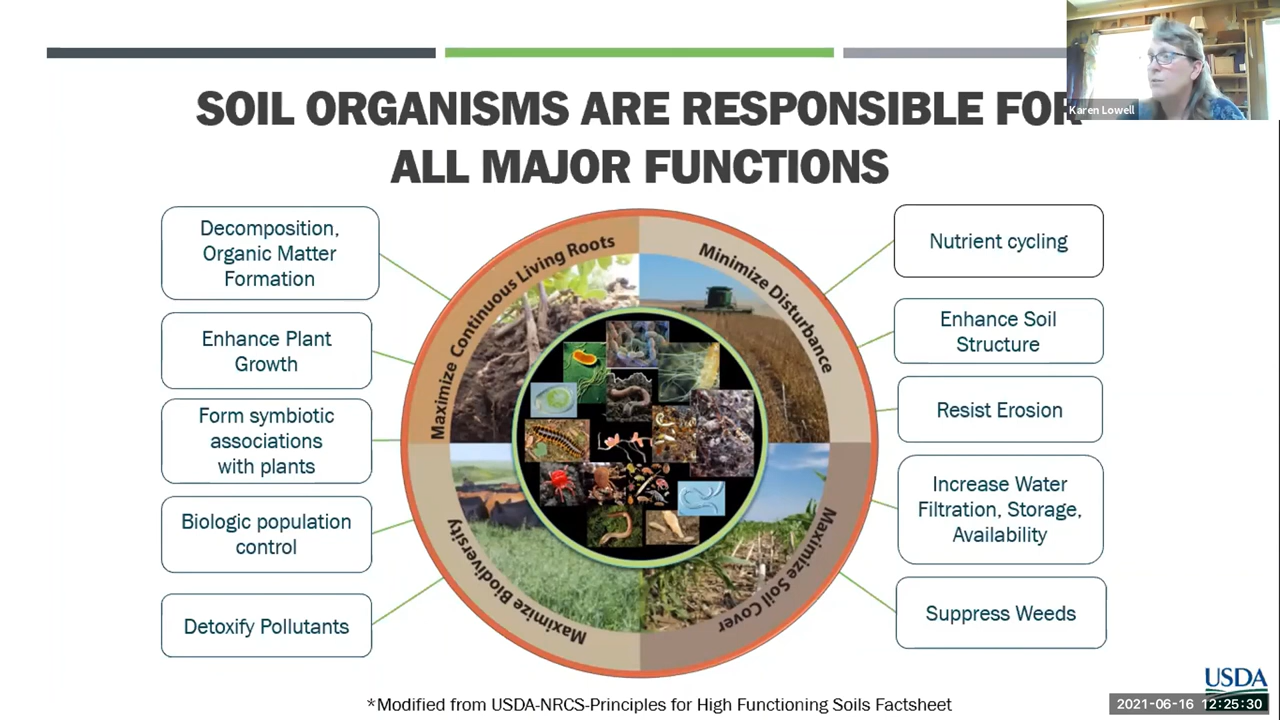 SOIL ORGANISMS ARE RESPONSIBLE FOR
ALL MAJOR FUNCTIONS
Karen Lowell
Decomposition,
Organic Matter
Formation
Enhance Plant
Growth
Form symbiotic
associations
with plants
Biologic population
control
Detoxify Pollutants
Maximize Continuous Living Roots
Minimize Disturbance
Maximize Biodiversity
Maximize Soil Cover
Nutrient cycling
Enhance Soil
Structure
Resist Erosion
Increase Water
Filtration, Storage,
Availability
Suppress Weeds
*Modified from USDA-NRCS-Principles for High Functioning Soils Factsheet
USDA
2021-06-16 12:25:30